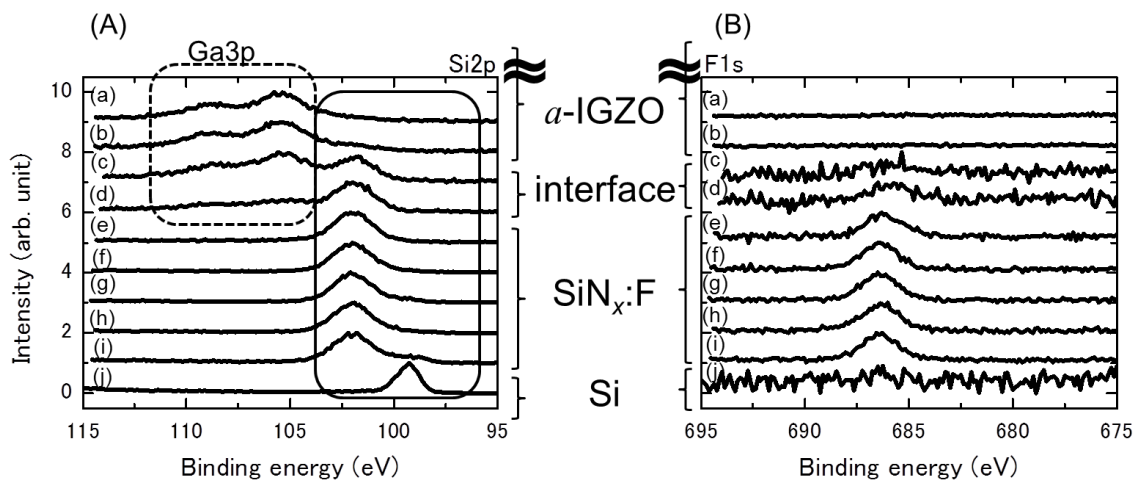 (A)
Ga3p
Si2p
10
8
6
4
2
0
(a)
(b)
(c)
(d)
(e)
(f)
(g)
(h)
(i)
(j)
115
110
105
100
95
Intensity (arb. unit)
Binding energy (eV)
a-IGZO
interface
SiNx:F
Si
(B)
F1s
(a)
(b)
(c)
(d)
(e)
(f)
(g)
(h)
(i)
(j)
695
690
685
680
675
Binding energy (eV)